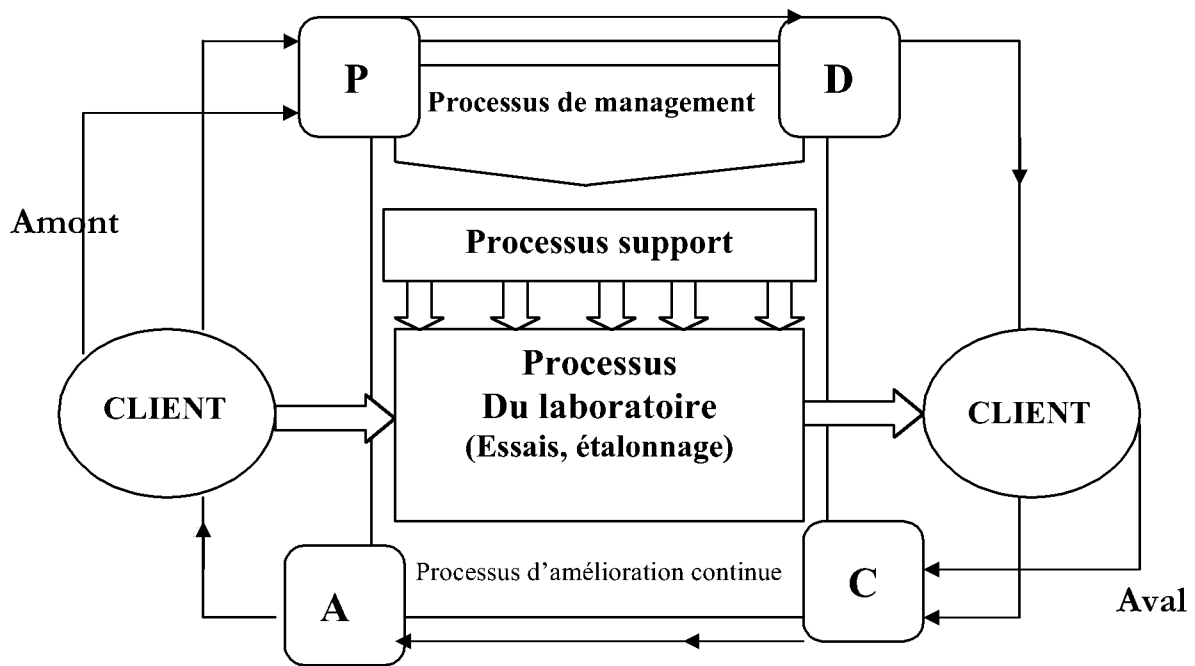 P
D
Processus de management
Amont
Processus support
Processus
Du laboratoire
(Essais, étalonnage)
CLIENT
CLIENT
Processus d’amélioration continue
A
C
Aval